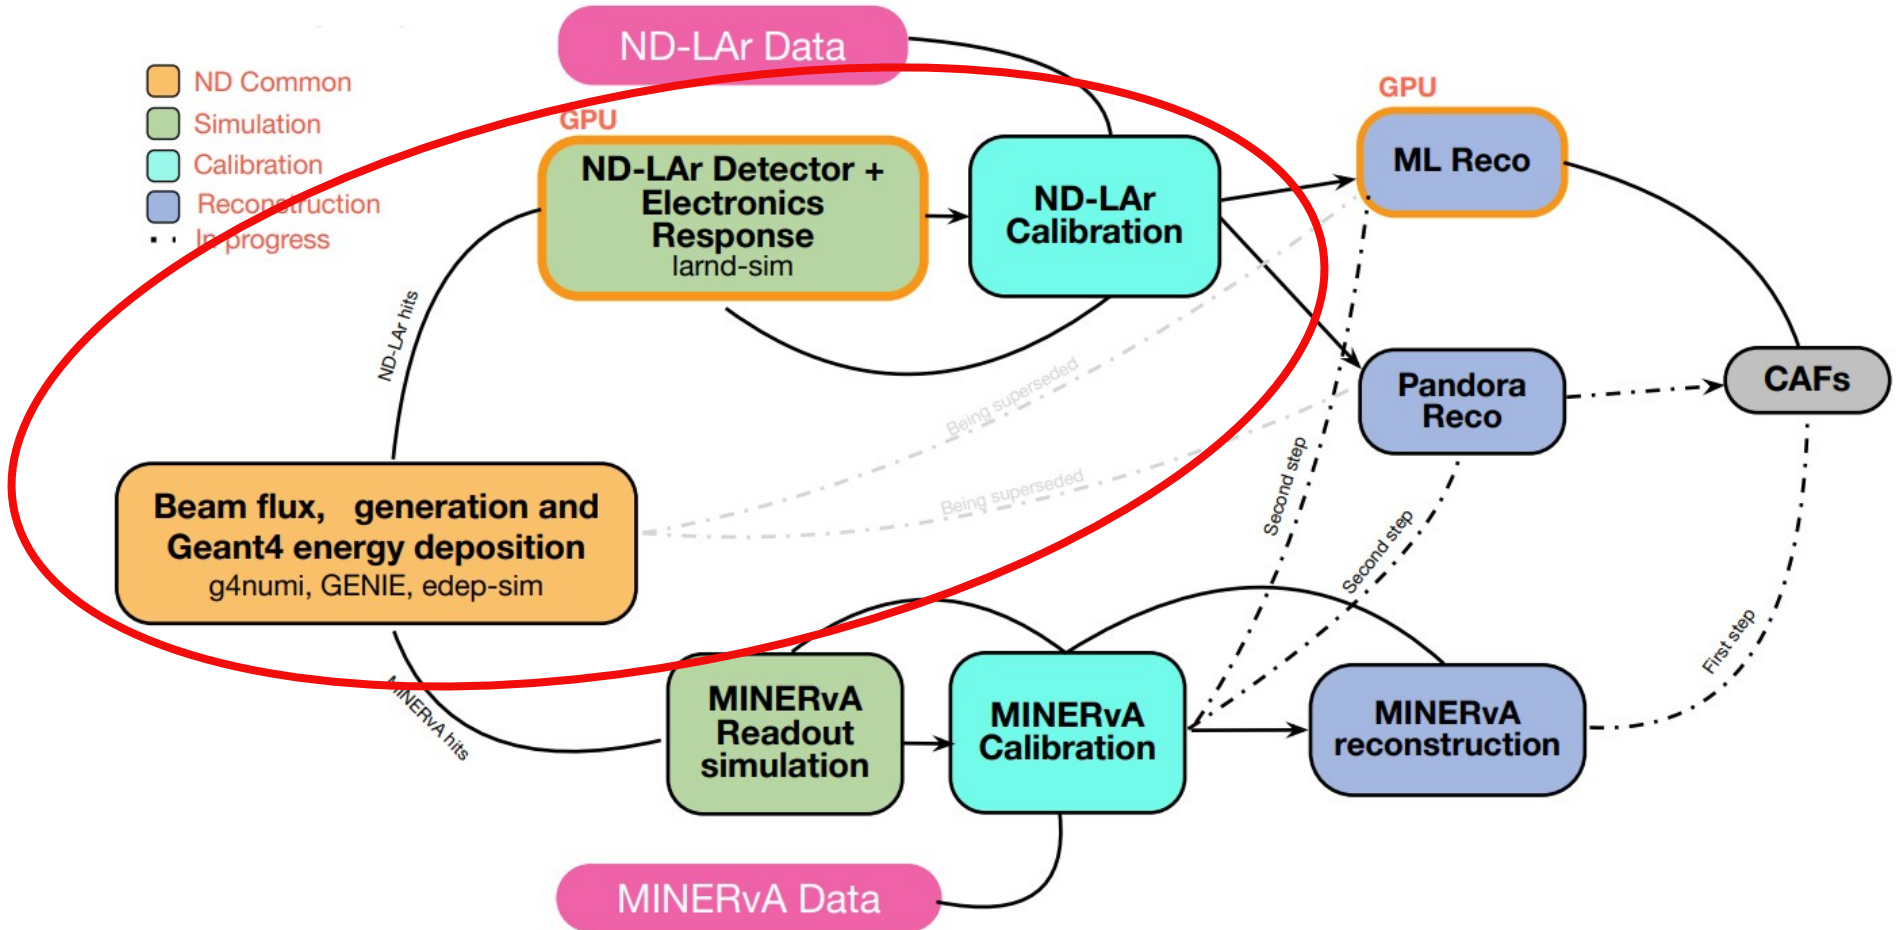 ND-LAr Data
ND Common
Simulation
Calibration
Reconstruction
In progress
GPU
ND-LAr Detector +
Electronics
Response
larnd-sim
ND-LAr
Calibration
GPU
ML Reco
ND-LAr hits
Being superseded
Being superseded
Pandora
Reco
CAFs
Beam flux, generation and
Geant4 energy deposition
g4numi, GENIE, edep-sim
Second step
Second step
First step
MINERvA hits
MINERvA
Readout
simulation
MINERvA
Calibration
MINERvA
reconstruction
MINERvA Data